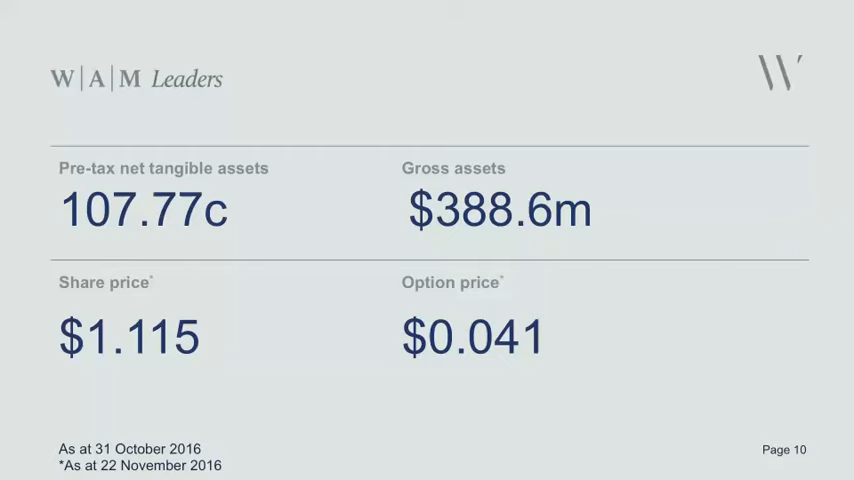 W|A|M Leaders
W
Pre-tax net tangible assets
Gross assets
107.77c
$388.6m
Share price*
Option price*
$1.115
$0.041
As at 31 October 2016
*As at 22 November 2016
Page 10